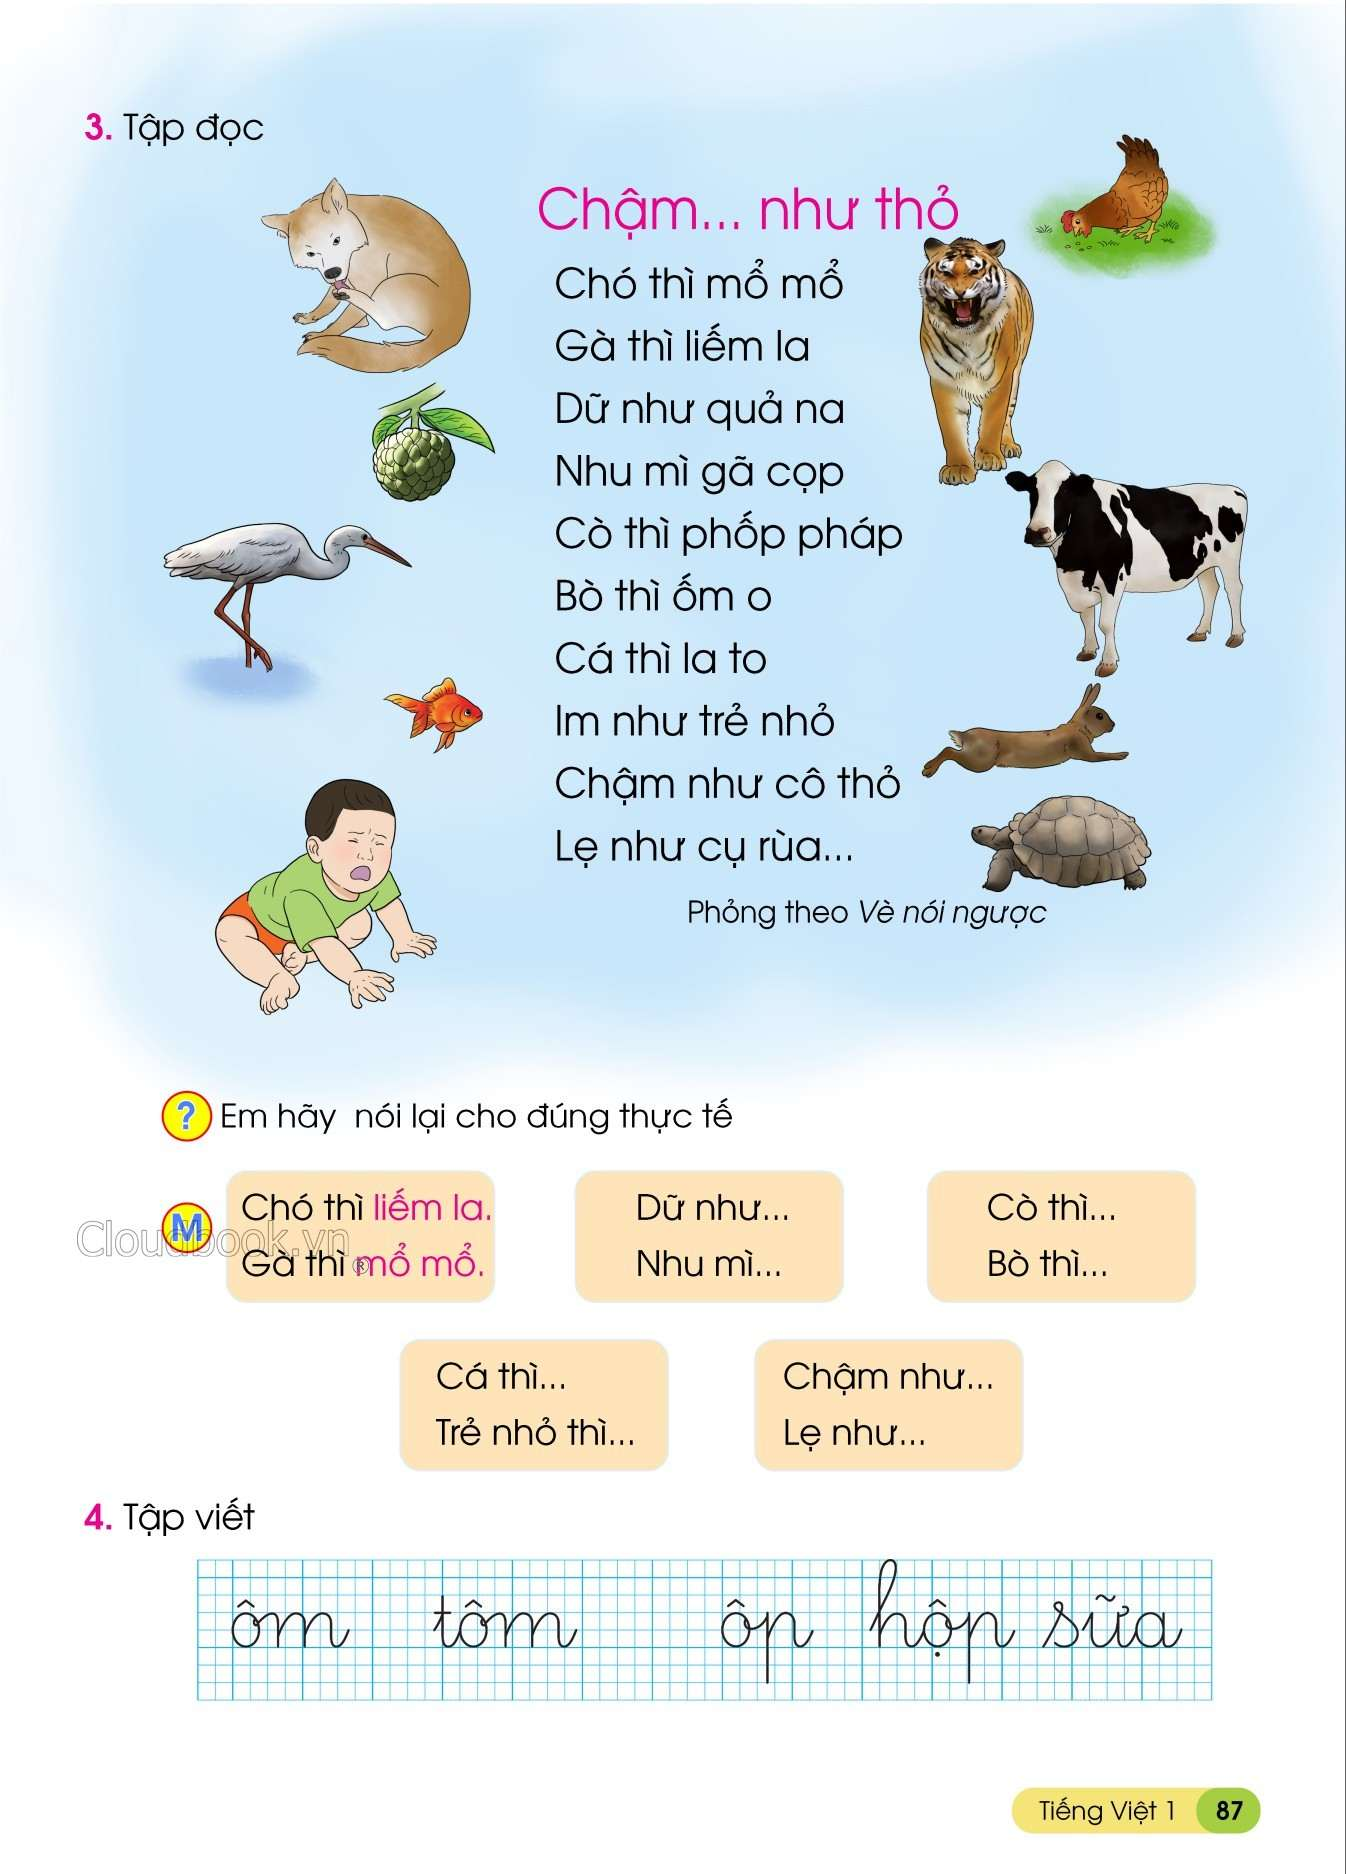 3. Tập đọc
Chậm... như thỏ
Chó thì mổ mổ
Gà thì liếm la
Dữ như quả na
Nhu mì gã cọp
Cò thì phốp pháp
Bò thì ốm o
Cá thì la to
Im như trẻ nhỏ
Chậm như cô thỏ
Lẹ như cụ rùa...
Phỏng theo Vè nói ngược
? Em hãy nói lại cho đúng thực tế
M
Chó thì liếm la.
Gà thì mổ mổ.
Dữ như...
Nhu mì...
Cò thì...
Bò thì...
Cloudbook.vn ®
Cá thì...
Trẻ nhỏ thì...
Chậm như...
Lẹ như...
4. Tập viết
ôm tôm ôp hộp sữa
Tiếng Việt 1 87